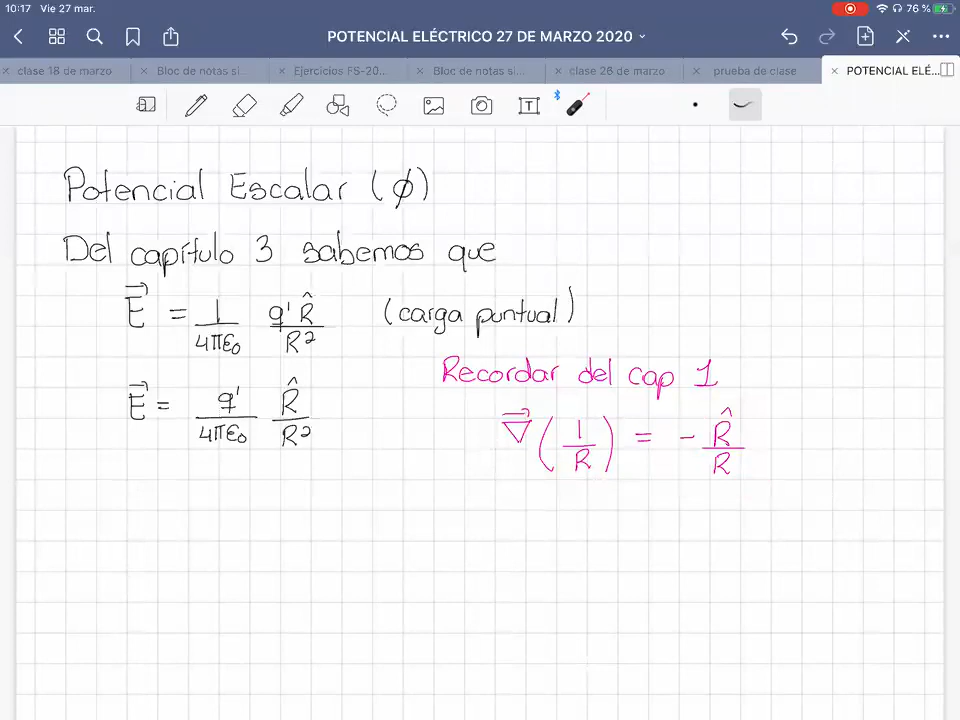 10:17 Vie 27 mar. 76 %
POTENCIAL ELÉCTRICO 27 DE MARZO 2020
clase 18 de marzo Bloc de notas si... Ejercicios FS-20... Bloc de notas si... clase 26 de marzo prueba de clase POTENCIAL ELÉ...
Potencial Escalar (ϕ)
Del capítulo 3 sabemos que
E⃗ = 1/(4πε₀) q' R̂/R² (carga puntual)
Recordar del cap 1
E⃗ = q'/(4πε₀) R̂/R²
∇⃗ (1/R) = - R̂/R